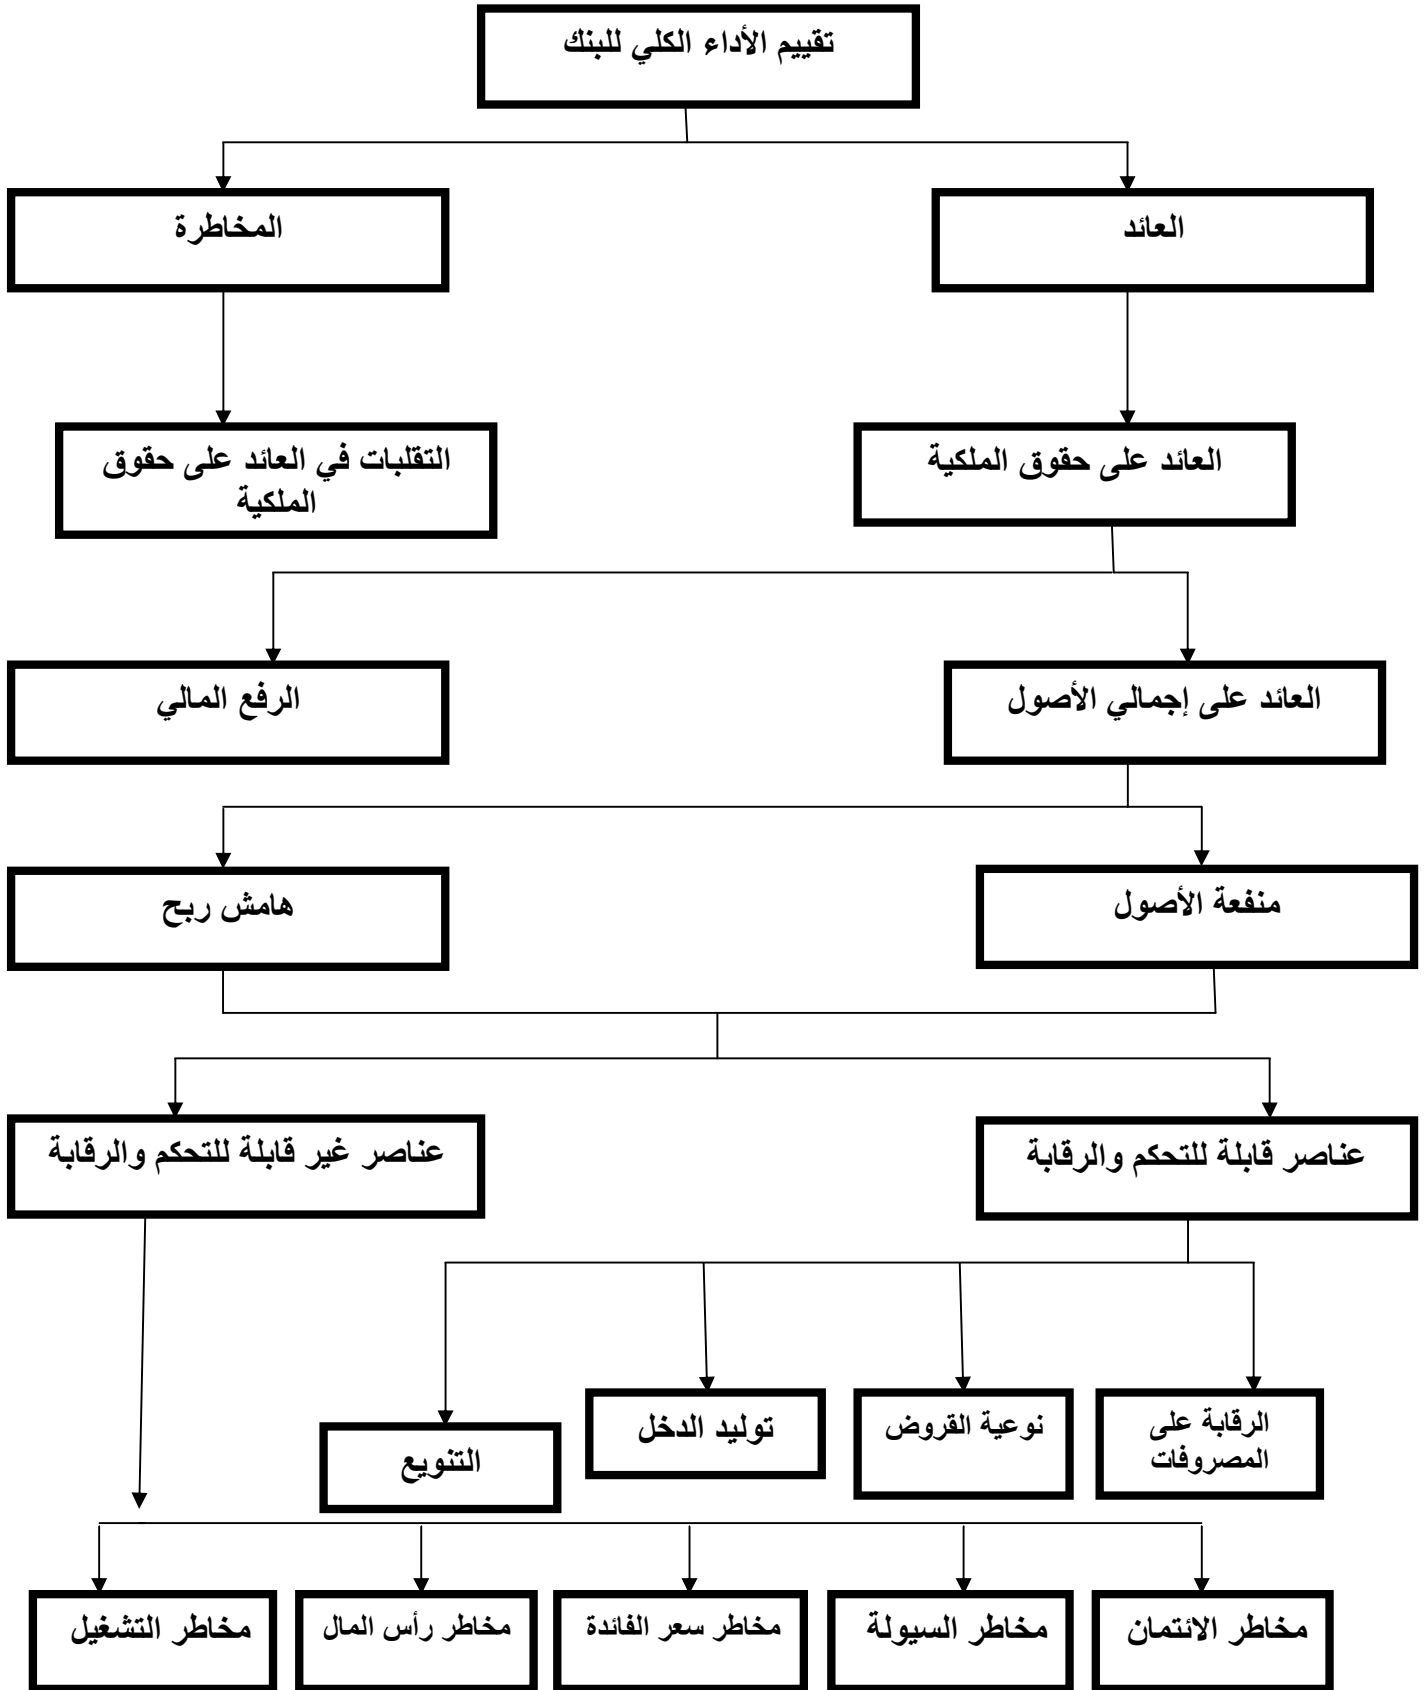 تقييم الأداء الكلي للبنك
العائد
المخاطرة
العائد على حقوق الملكية
التقلبات في العائد على حقوق
الملكية
العائد على إجمالي الأصول
الرفع المالي
منفعة الأصول
هامش ربح
عناصر قابلة للتحكم والرقابة
عناصر غير قابلة للتحكم والرقابة
الرقابة على
المصروفات
نوعية القروض
توليد الدخل
التنويع
مخاطر الائتمان
مخاطر السيولة
مخاطر سعر الفائدة
مخاطر رأس المال
مخاطر التشغيل